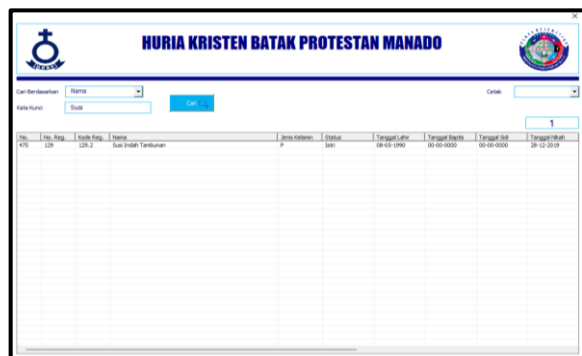 HURIA KRISTEN BATAK PROTESTAN MANADO
Cari Berdasarkan Nama Cetak
Kata Kunci Susi Cari
1
No. No. Reg. Kode Reg. Nama Jenis Kelamin Status Tanggal Lahir Tanggal Baptis Tanggal Sidi Tanggal Nikah
475 129 129.2 Susi Indah Tambunan P Istri 08-03-1990 00-00-0000 00-00-0000 28-12-2019